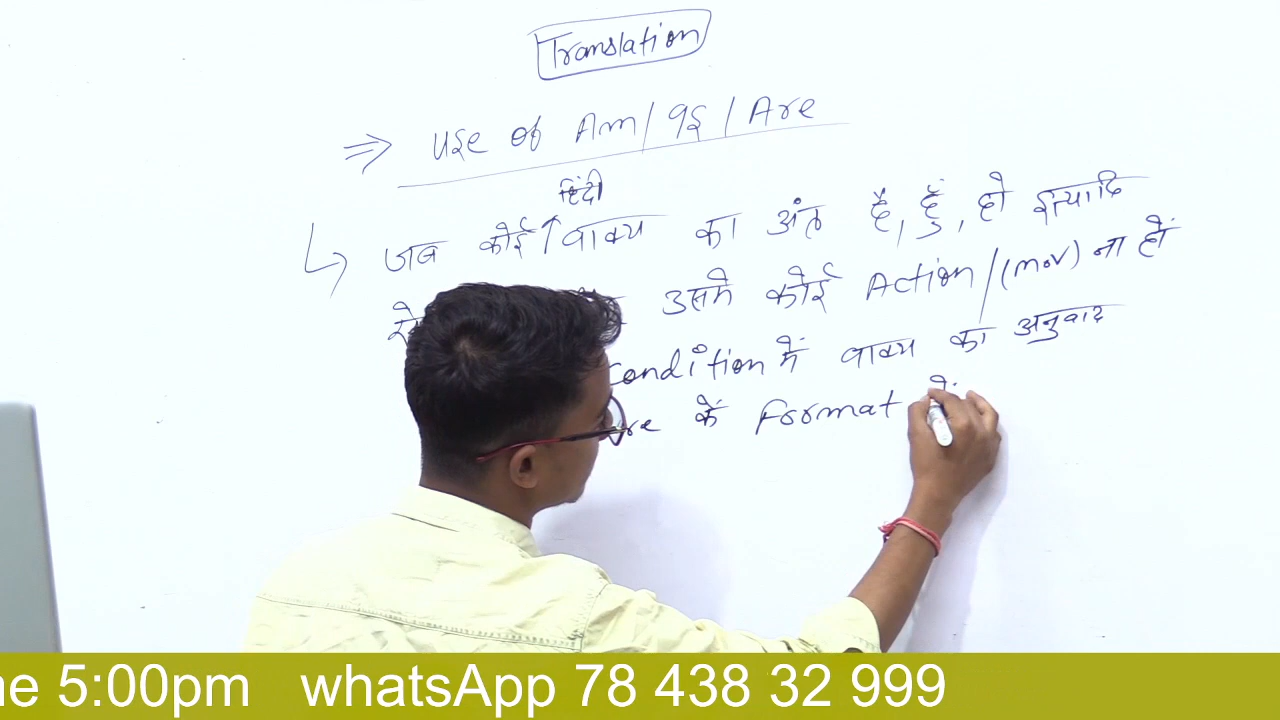 Translation
⇒ Use of Am / Is / Are
हिंदी
↳ जब कोई ↑ वाक्य का अंत है, हूँ, हो इत्यादि
उसमे कोई Action / (m.v) ना हों
Condition में वाक्य का अनुवाद
के Format में
ne 5:00pm whatsApp 78 438 32 999